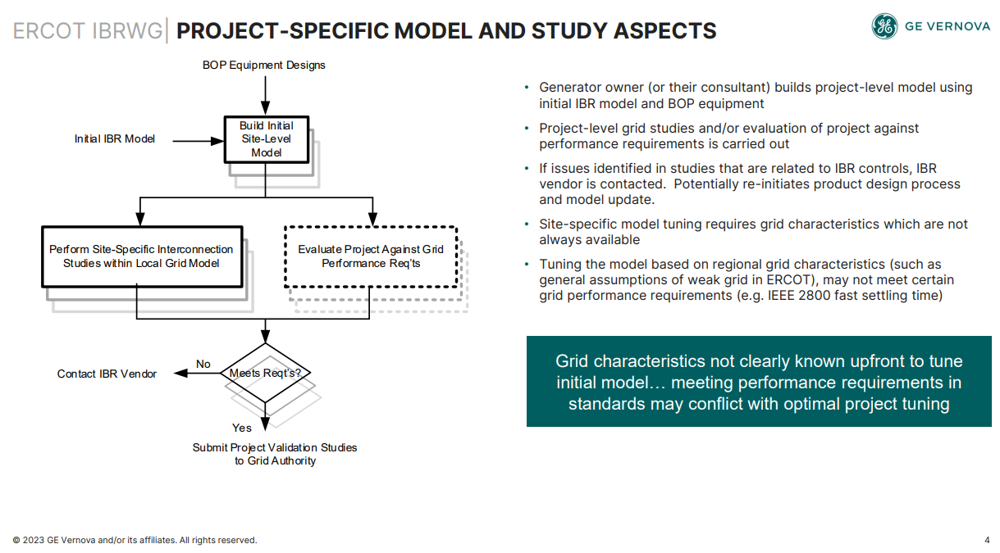 ERCOT IBRWG| PROJECT-SPECIFIC MODEL AND STUDY ASPECTS
GE VERNOVA
BOP Equipment Designs
Initial IBR Model
Build Initial
Site-Level
Model
Perform Site-Specific Interconnection
Studies within Local Grid Model
Evaluate Project Against Grid
Performance Req'ts
Meets Reqt's?
No
Contact IBR Vendor
Yes
Submit Project Validation Studies
to Grid Authority
• Generator owner (or their consultant) builds project-level model using
initial IBR model and BOP equipment
• Project-level grid studies and/or evaluation of project against
performance requirements is carried out
• If issues identified in studies that are related to IBR controls, IBR
vendor is contacted.  Potentially re-initiates product design process
and model update.
• Site-specific model tuning requires grid characteristics which are not
always available
• Tuning the model based on regional grid characteristics (such as
general assumptions of weak grid in ERCOT), may not meet certain
grid performance requirements (e.g. IEEE 2800 fast settling time)
Grid characteristics not clearly known upfront to tune
initial model… meeting performance requirements in
standards may conflict with optimal project tuning
© 2023 GE Vernova and/or its affiliates. All rights reserved.
4